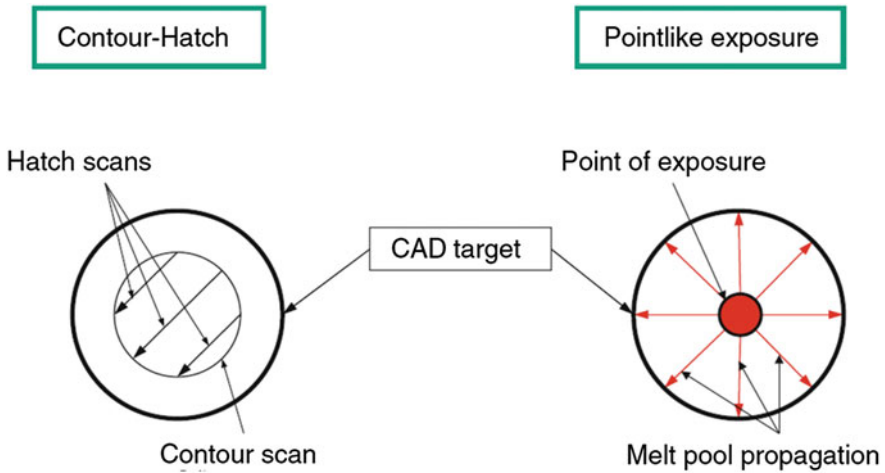 Contour-Hatch
Pointlike exposure
Hatch scans
Point of exposure
CAD target
Contour scan
Melt pool propagation